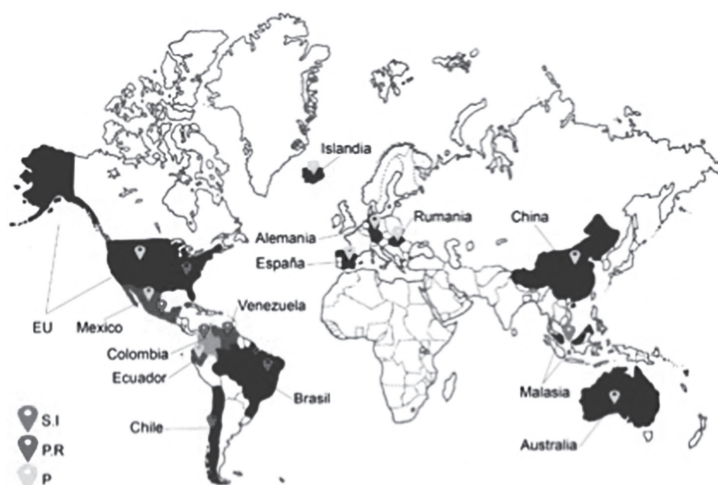 Islandia
Alemania
Rumania
China
España
EU
Mexico
Venezuela
Colombia
Ecuador
Brasil
Malasia
Chile
Australia
S.I
P.R
P